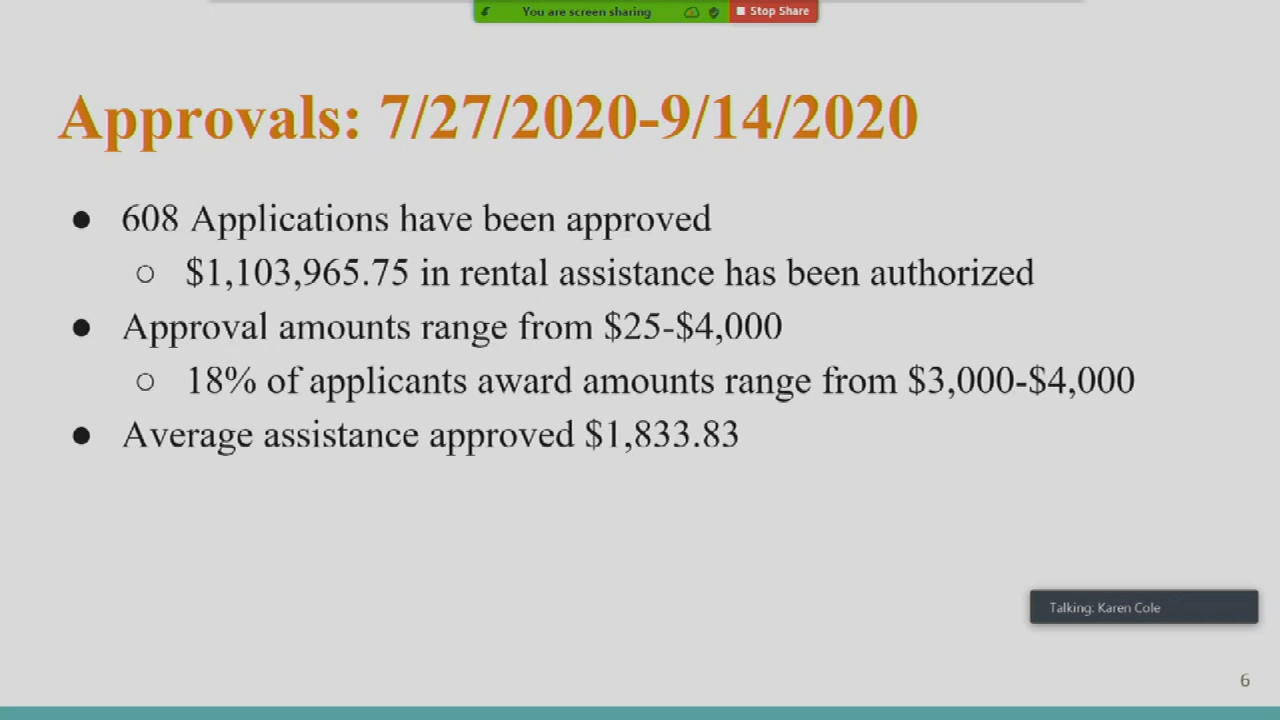 You are screen sharing
Stop Share
Approvals: 7/27/2020-9/14/2020
● 608 Applications have been approved
○ $1,103,965.75 in rental assistance has been authorized
● Approval amounts range from $25-$4,000
○ 18% of applicants award amounts range from $3,000-$4,000
● Average assistance approved $1,833.83
Talking: Karen Cole
6